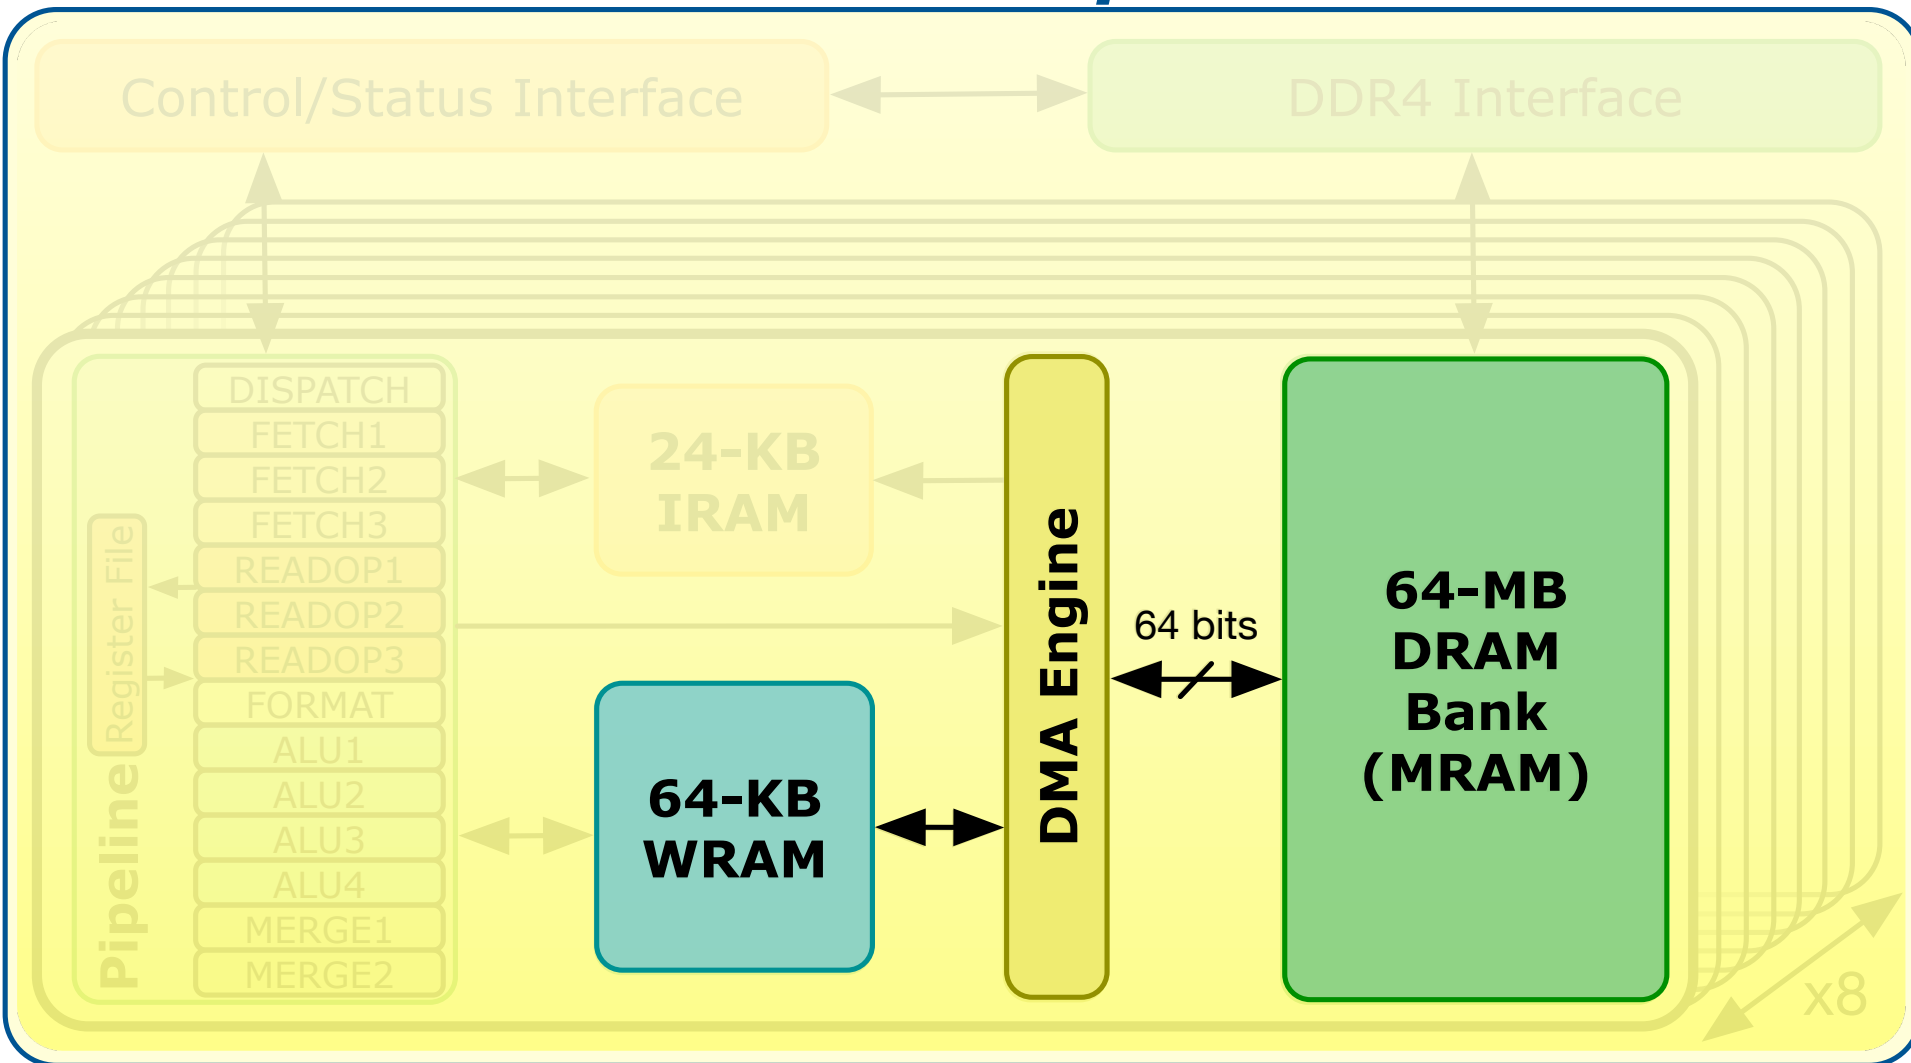 Control/Status Interface
DDR4 Interface
DISPATCH
FETCH1
FETCH2
FETCH3
READOP1
READOP2
READOP3
FORMAT
ALU1
ALU2
ALU3
ALU4
MERGE1
MERGE2
Register File
Pipeline
24-KB
IRAM
64-KB
WRAM
DMA Engine
64 bits
64-MB
DRAM
Bank
(MRAM)
x8